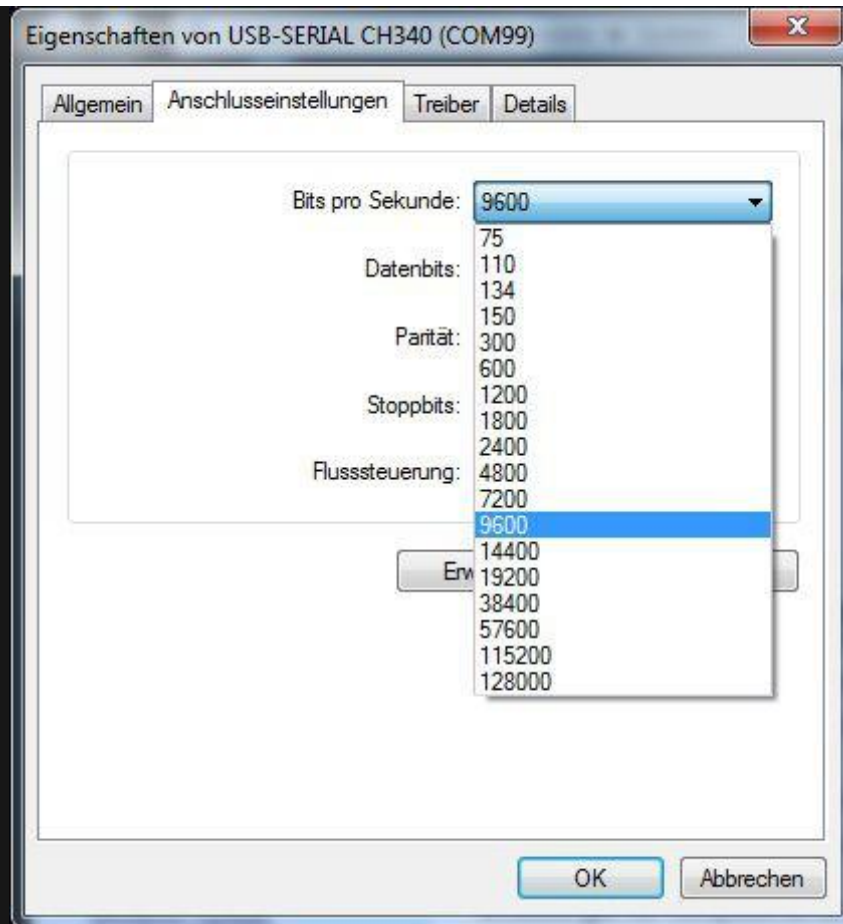 Eigenschaften von USB-SERIAL CH340 (COM99)
Allgemein Anschlusseinstellungen Treiber Details
Bits pro Sekunde: 9600
75
Datenbits: 110
134
150
Parität: 300
600
1200
Stoppbits: 1800
2400
Flusssteuerung: 4800
7200
9600
14400
19200
38400
57600
115200
128000
OK Abbrechen